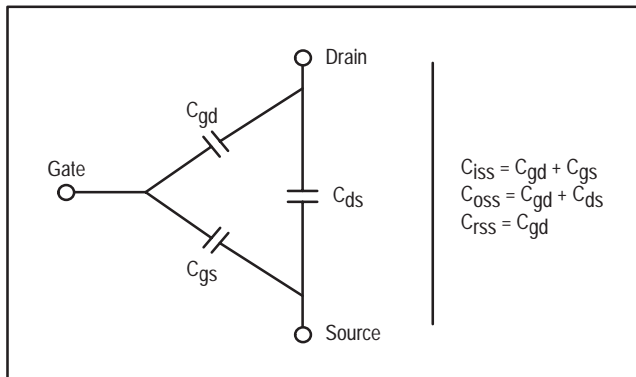 Drain
Cgd
Gate
Cds
Cgs
Source
Ciss = Cgd + Cgs
Coss = Cgd + Cds
Crss = Cgd